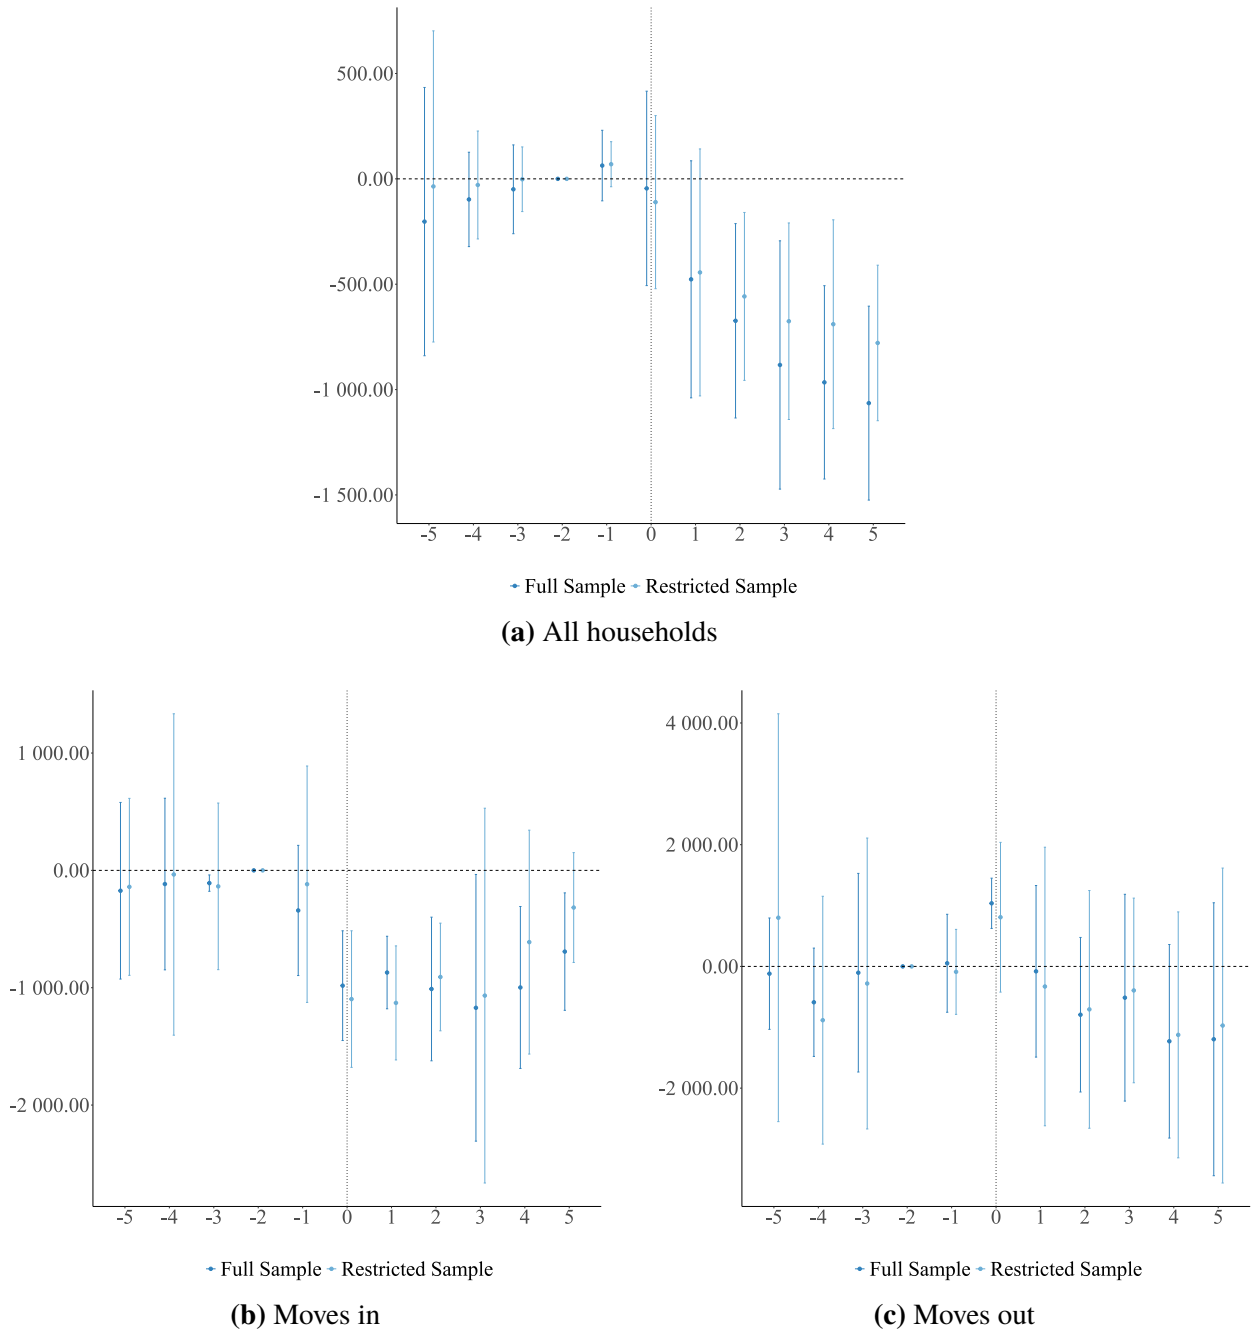 500.00
0.00
-500.00
-1 000.00
-1 500.00
-5 -4 -3 -2 -1 0 1 2 3 4 5
Full Sample Restricted Sample
(a) All households
1 000.00
0.00
-1 000.00
-2 000.00
-5 -4 -3 -2 -1 0 1 2 3 4 5
Full Sample Restricted Sample
(b) Moves in
4 000.00
2 000.00
0.00
-2 000.00
-5 -4 -3 -2 -1 0 1 2 3 4 5
Full Sample Restricted Sample
(c) Moves out